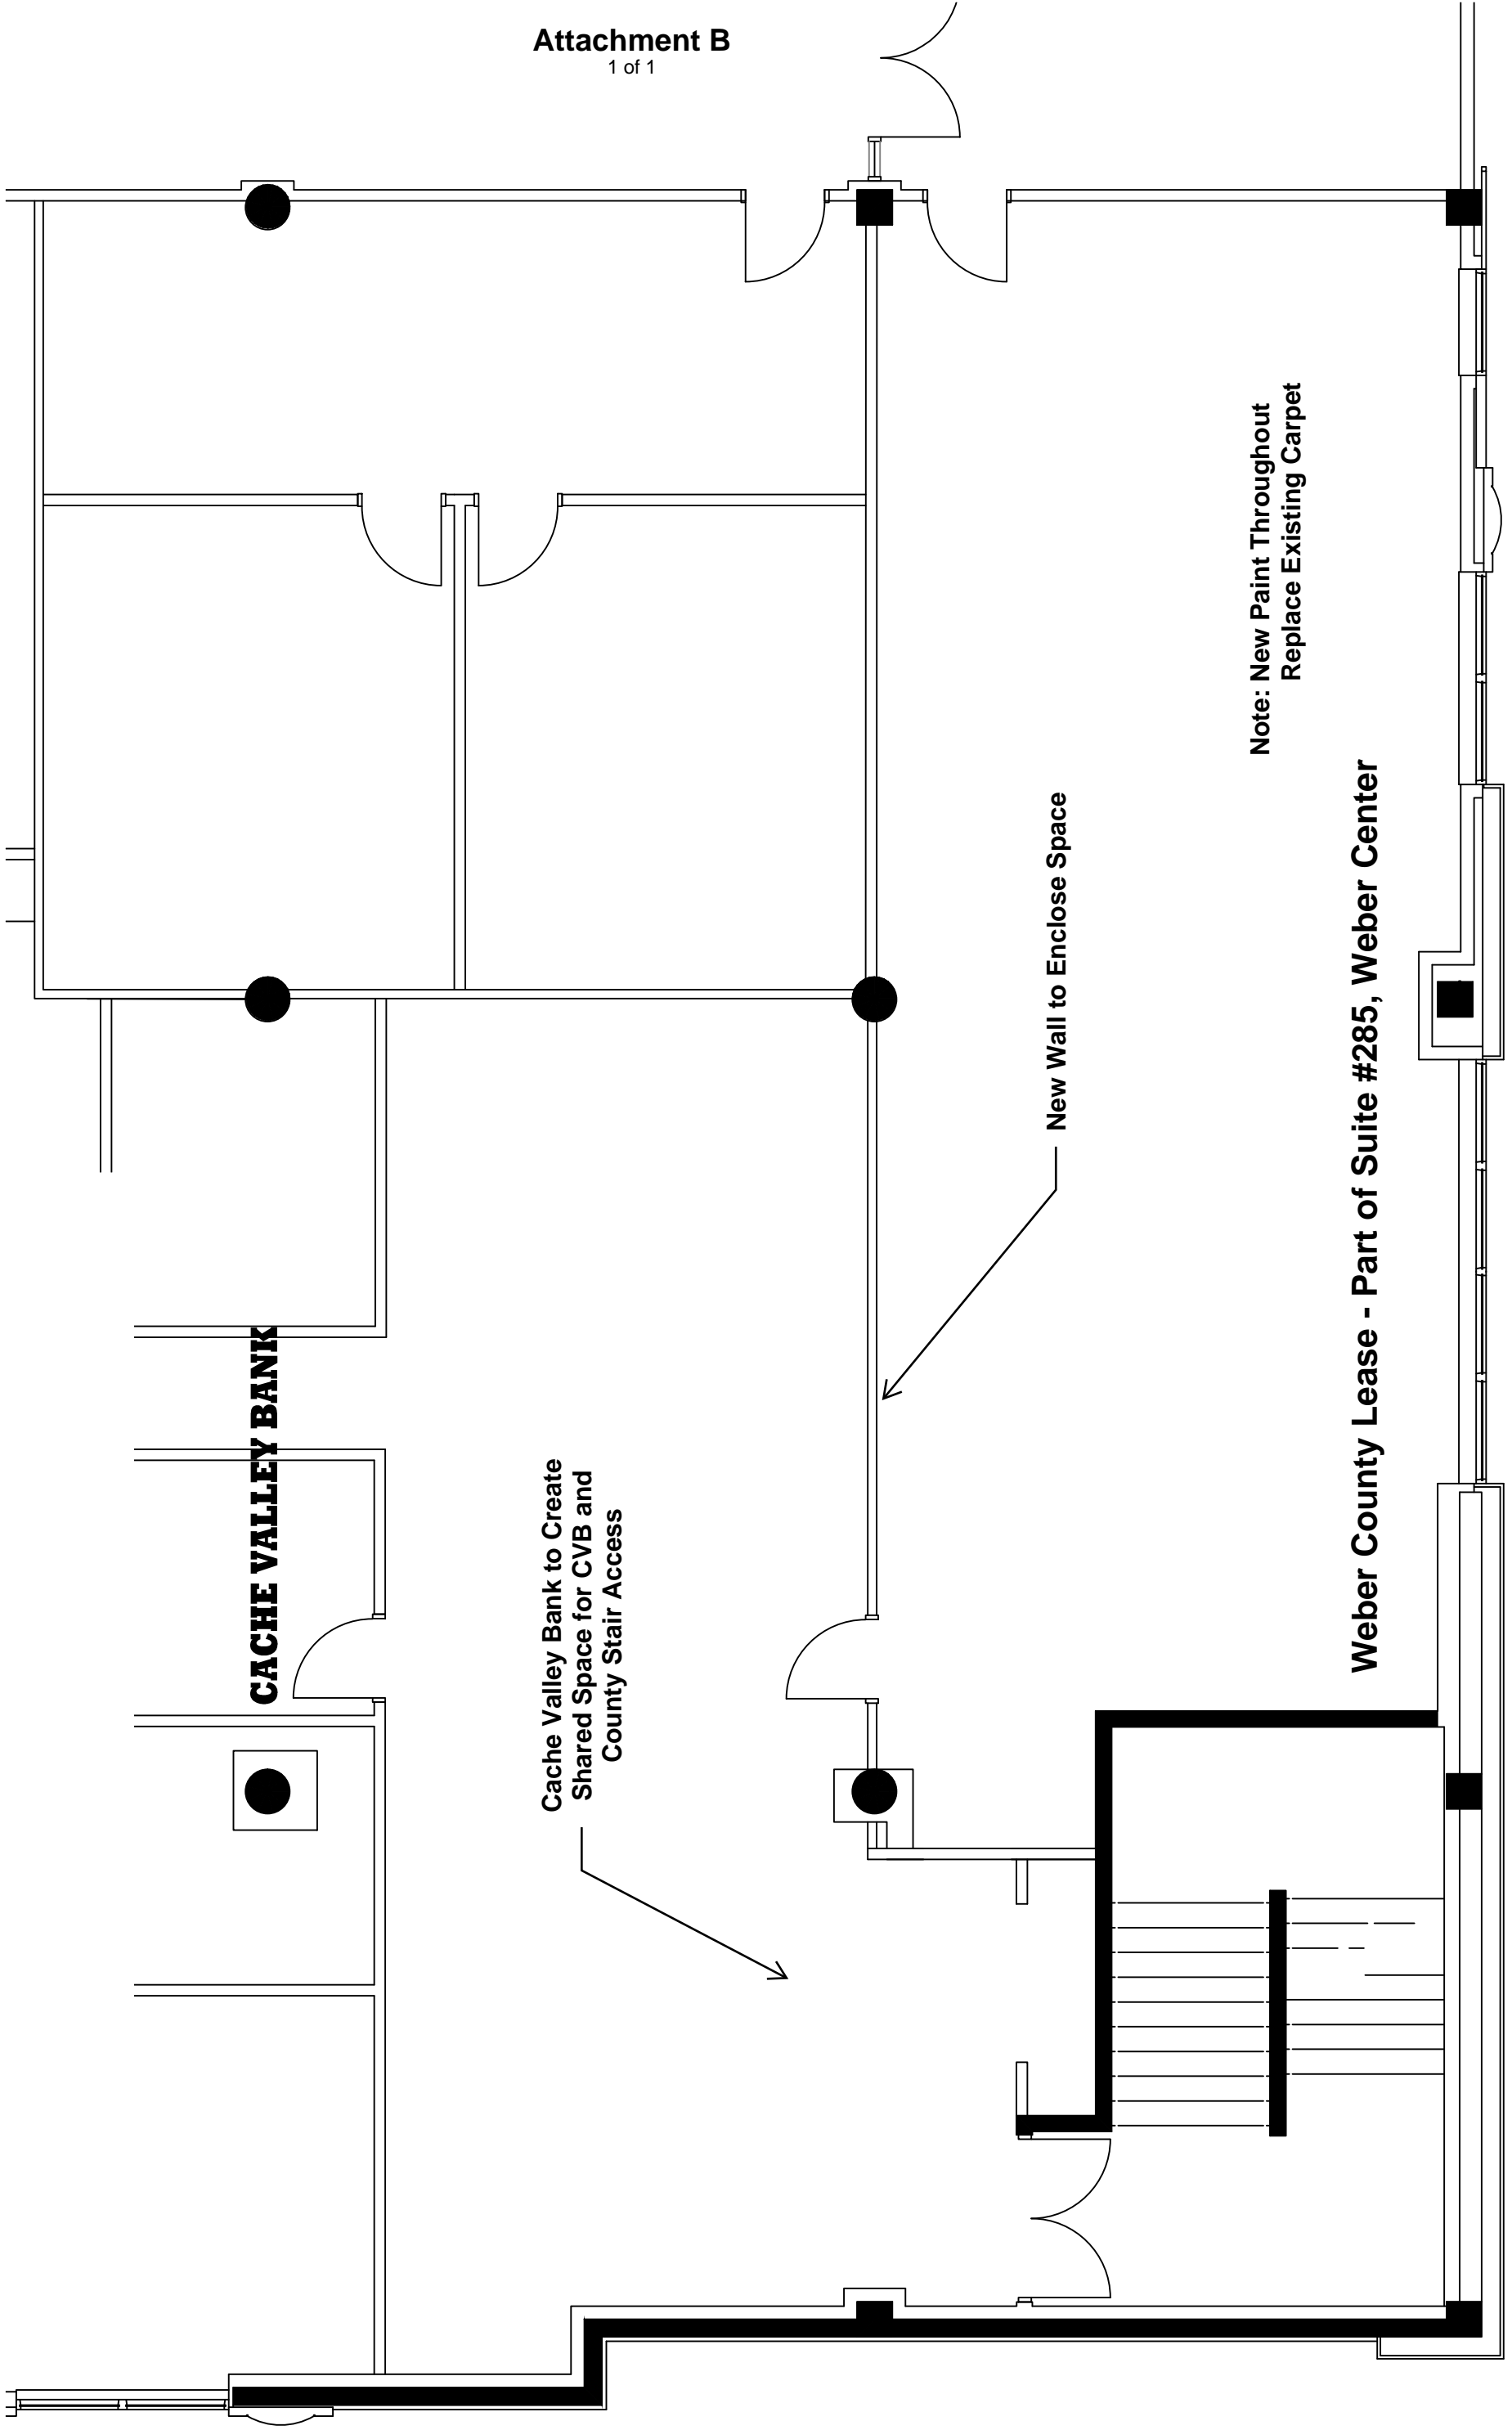 Attachment B
1 of 1
CACHE VALLEY BANK
Cache Valley Bank to Create
Shared Space for CVB and
County Stair Access
New Wall to Enclose Space
Note: New Paint Throughout
Replace Existing Carpet
Weber County Lease - Part of Suite #285, Weber Center